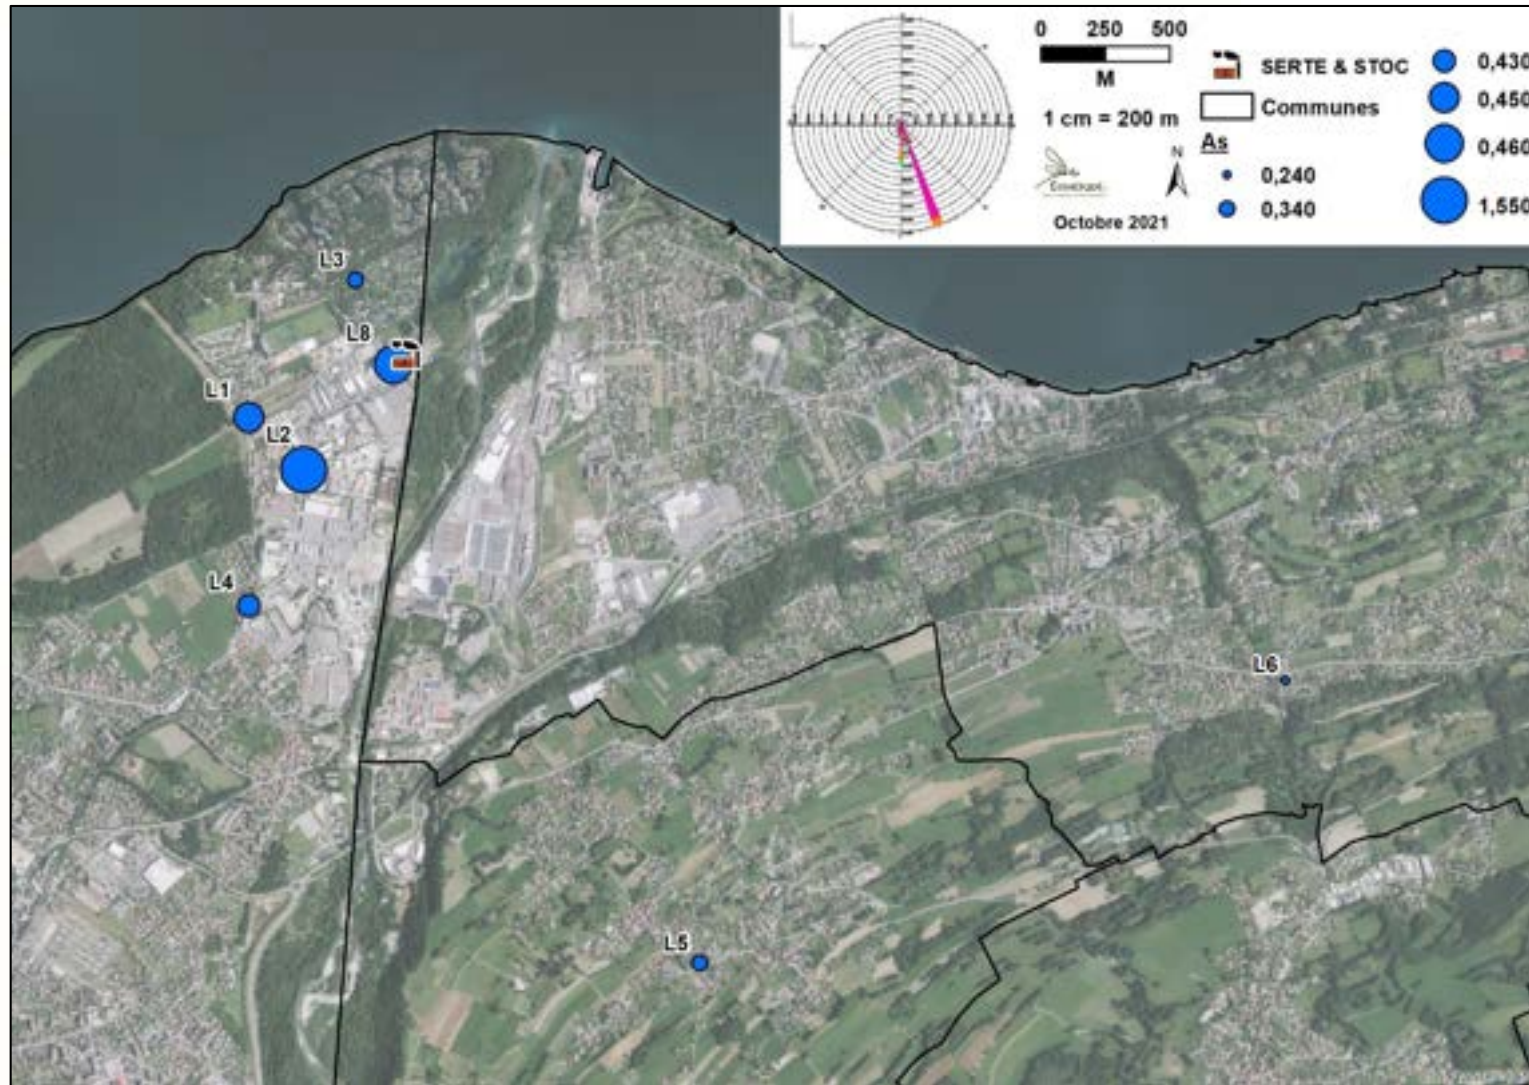 0 250 500
M
1 cm = 200 m
N
Octobre 2021
SERTE & STOC
Communes
As
0,240
0,340
0,430
0,450
0,460
1,550
L3
L8
L1
L2
L4
L6
L5